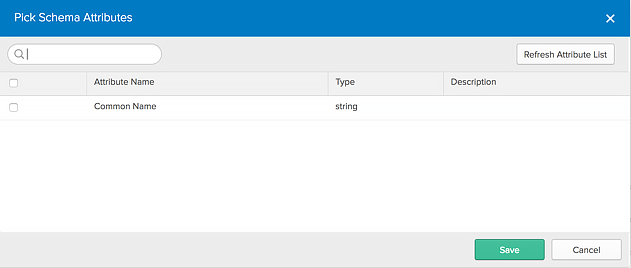 Pick Schema Attributes
Refresh Attribute List
Attribute Name Type Description
Common Name string
Save Cancel